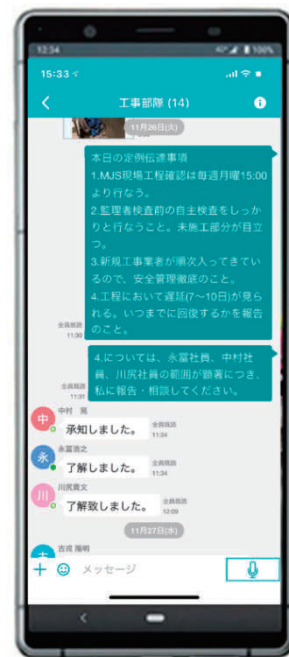 12:34
100%
15:33
工事部隊 (14)
11月26日(火)
本日の定例伝達事項
1.MJS現場工程確認は毎週月曜15:00
より行なう。
2.監理者検査前の自主検査をしっか
りと行なうこと。未施工部分が目立
つ。
3.新規工事業者が順次入ってきてい
るので、安全管理徹底のこと。
4.工程において遅延(7〜10日)が見ら
れる。いつまでに回復するかを報告
のこと。
全員既読
11:30
4.については、永冨社員、中村社
員、川尻社員の範囲が顕著につき、
私に報告・相談してください。
全員既読
11:31
中
承知しました。
全員既読
11:34
永
了解しました。
全員既読
11:34
川
川尻貴文
了解致しました。
全員既読
12:09
11月27日(水)
メッセージ